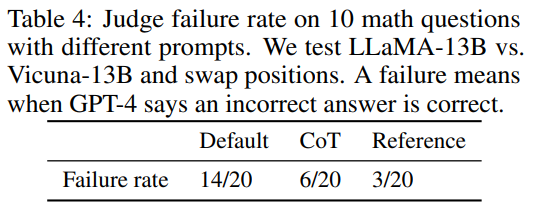 Table 4: Judge failure rate on 10 math questions
with different prompts. We test LLaMA-13B vs.
Vicuna-13B and swap positions. A failure means
when GPT-4 says an incorrect answer is correct.
Default CoT Reference
Failure rate 14/20 6/20 3/20